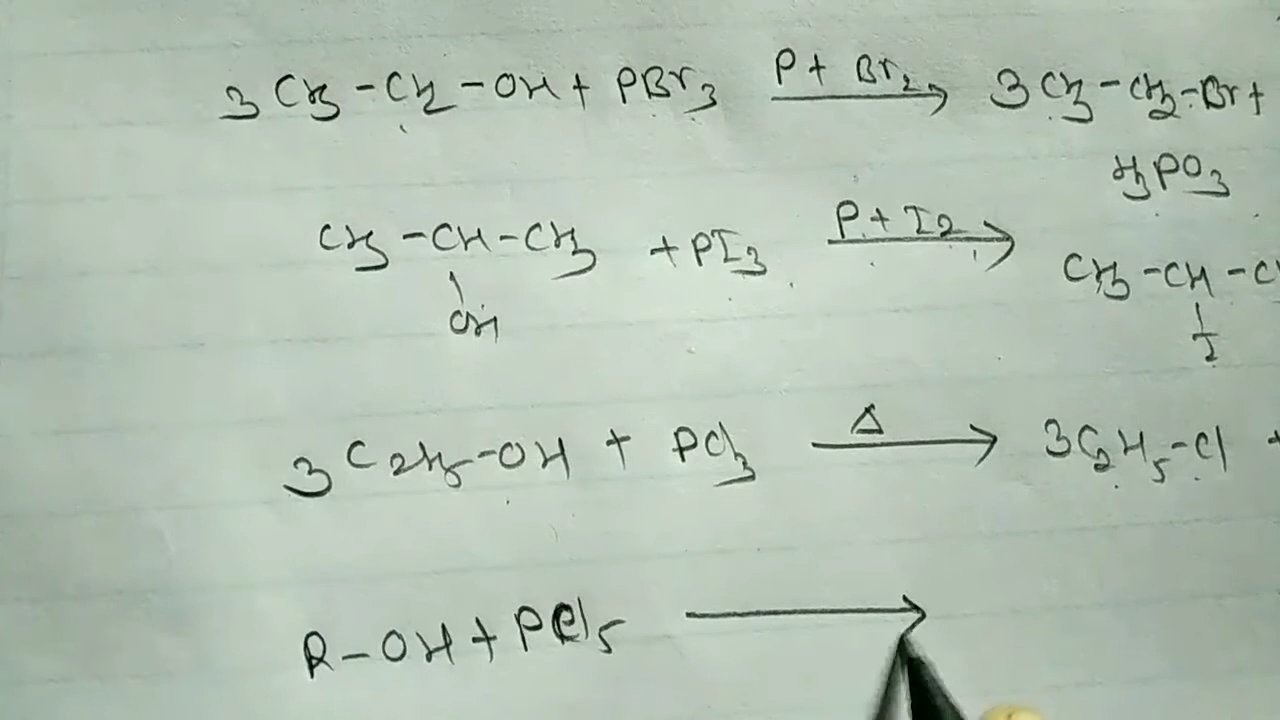 3 CH3-CH2-OH + PBr3 P + Br2 → 3 CH3-CH2-Br +
H3PO3
CH3-CH-CH3 + PI3 P + I2 →
OH
CH3-CH-C
I
3 C2H5-OH + PCl3 Δ → 3 C2H5-Cl +
R-OH + PCl5 →